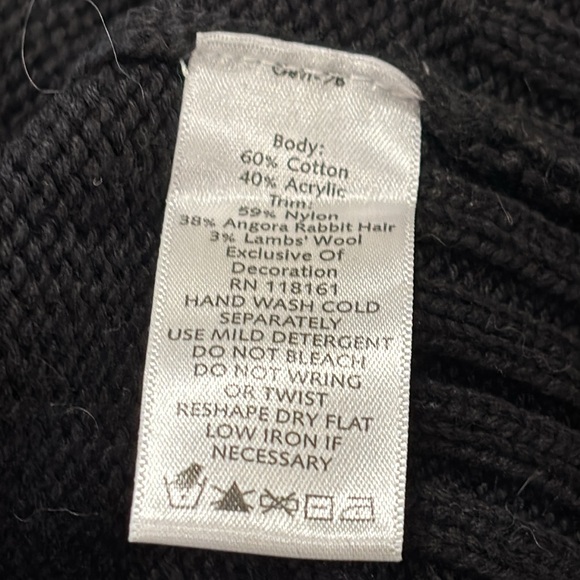 Body:
60% Cotton
40% Acrylic
Trim:
59% Nylon
38% Angora Rabbit Hair
3% Lambs' Wool
Exclusive Of
Decoration
RN 118161
HAND WASH COLD
SEPARATELY
USE MILD DETERGENT
DO NOT BLEACH
DO NOT WRING
OR TWIST
RESHAPE DRY FLAT
LOW IRON IF
NECESSARY